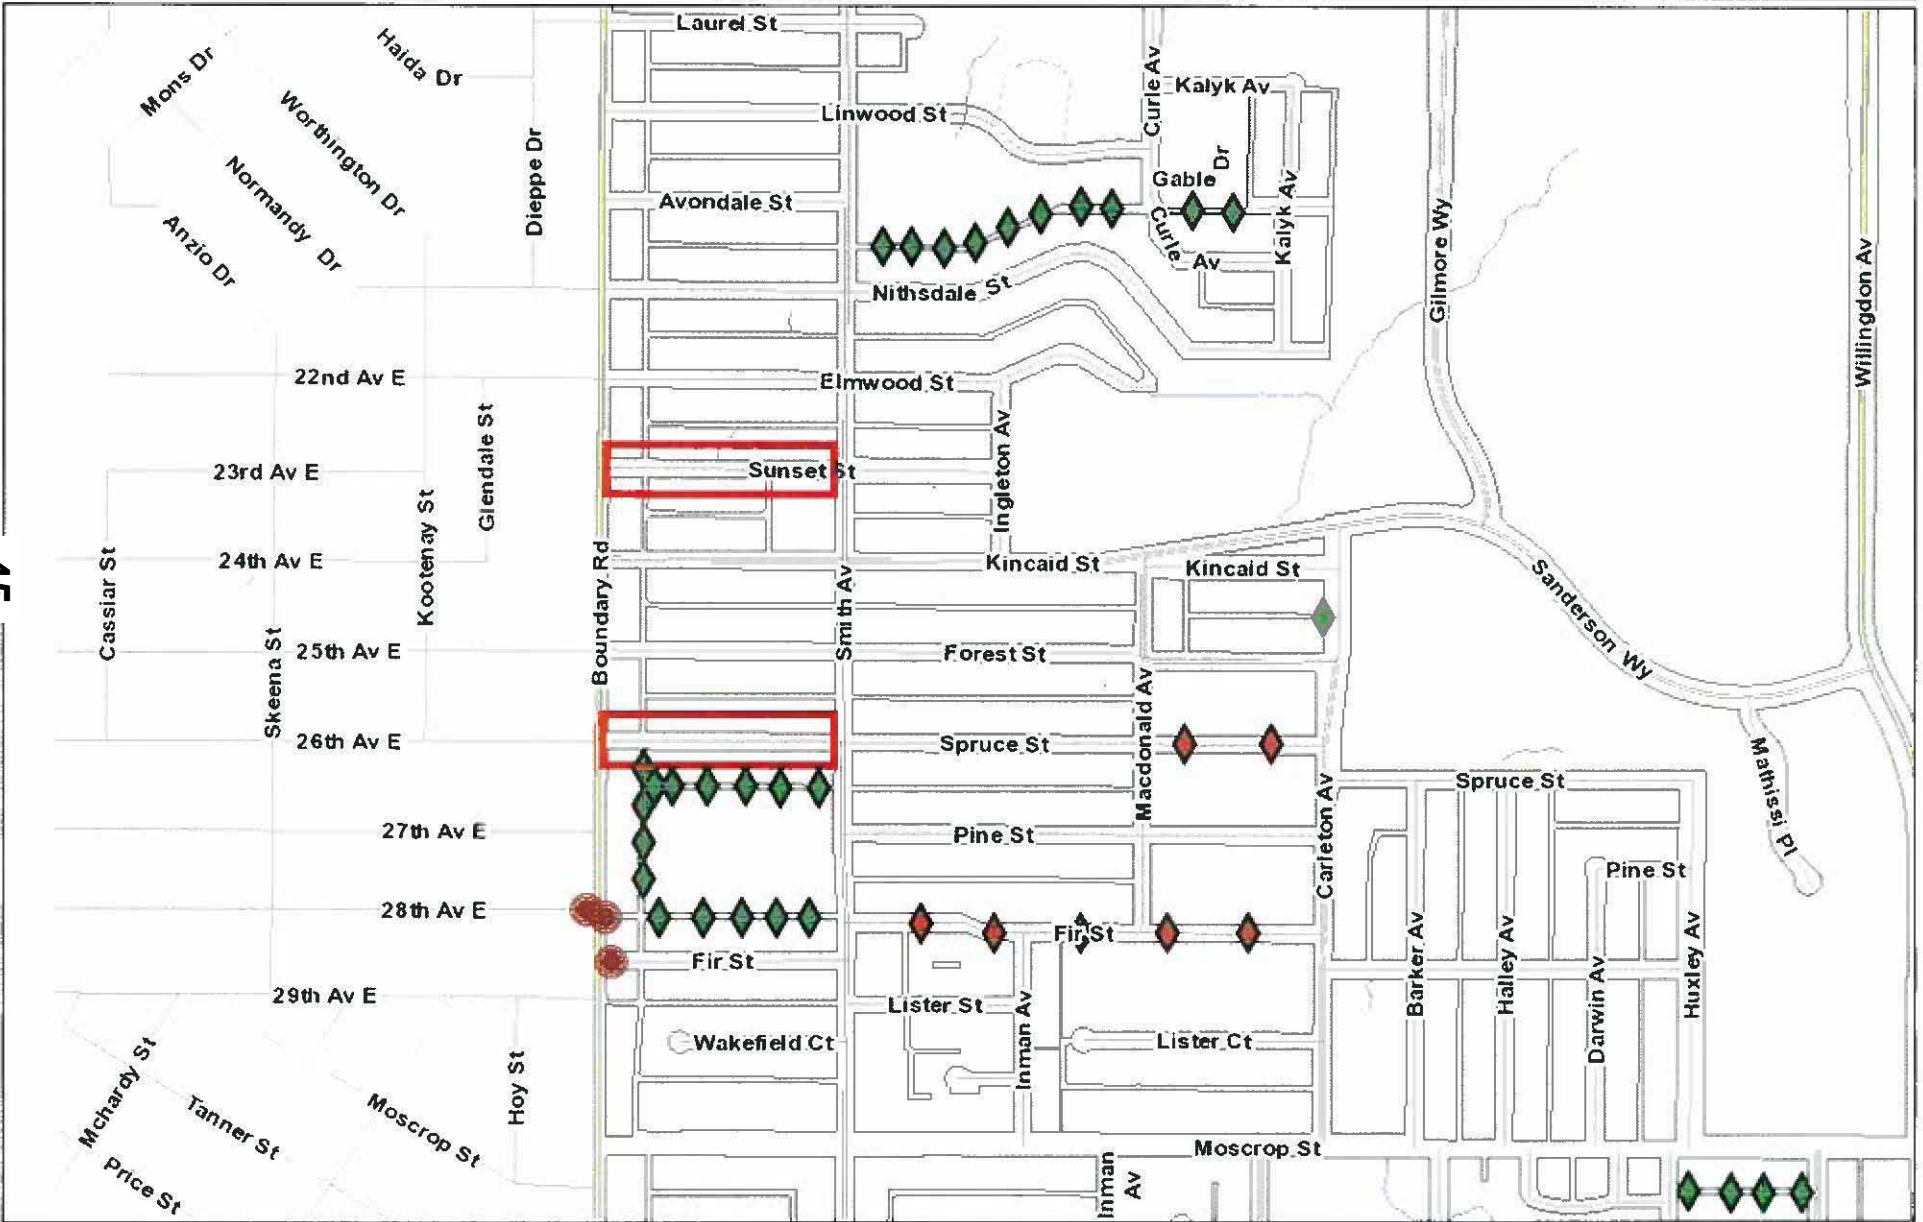 Laurel St
Haida Dr
Mons Dr
Curle Av
Kalyk Av
Worthington Dr
Linwood St
Dieppe Dr
Normandy Dr
Gable Dr
Avondale St
Kalyk Av
Anzio Dr
Curle Av
Gilmore Wy
Willingdon Av
Nithsdale St
22nd Av E
Elmwood St
Glendale St
Ingleton Av
23rd Av E
Sunset St
Kootenay St
Boundary Rd
Smith Av
24th Av E
Kincaid St
Kincaid St
Cassiar St
Sanderson Wy
Skeena St
25th Av E
Forest St
Macdonald Av
26th Av E
Spruce St
Carleton Av
Spruce St
Mathissi Pl
27th Av E
Pine St
Pine St
28th Av E
Fir St
Barker Av
Halley Av
Darwin Av
Huxley Av
Fir St
29th Av E
Lister St
Inman Av
Wakefield Ct
Lister Ct
Mchardy St
Tanner St
Moscrop St
Hoy St
Moscrop St
Price St
Inman
Av